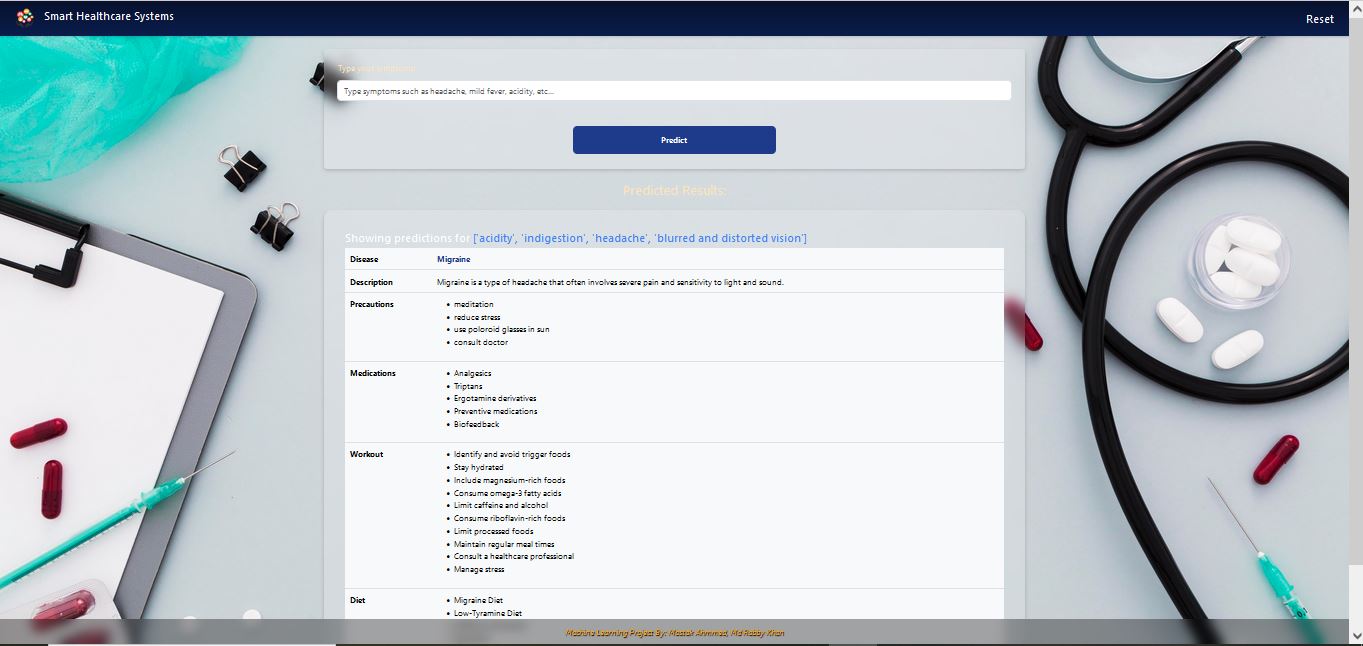 Smart Healthcare Systems
Reset
Type your symptoms:
Type symptoms such as headache, mild fever, acidity, etc...
Predict
Predicted Results:
Showing predictions for ['acidity', 'indigestion', 'headache', 'blurred and distorted vision']
Disease Migraine
Description Migraine is a type of headache that often involves severe pain and sensitivity to light and sound.
Precautions • meditation
• reduce stress
• use poloroid glasses in sun
• consult doctor
Medications • Analgesics
• Triptans
• Ergotamine derivatives
• Preventive medications
• Biofeedback
Workout • Identify and avoid trigger foods
• Stay hydrated
• Include magnesium-rich foods
• Consume omega-3 fatty acids
• Limit caffeine and alcohol
• Consume riboflavin-rich foods
• Limit processed foods
• Maintain regular meal times
• Consult a healthcare professional
• Manage stress
Diet • Migraine Diet
• Low-Tyramine Diet
Machine Learning Project By: Mostak Ahmmed, Md Rabby Khan